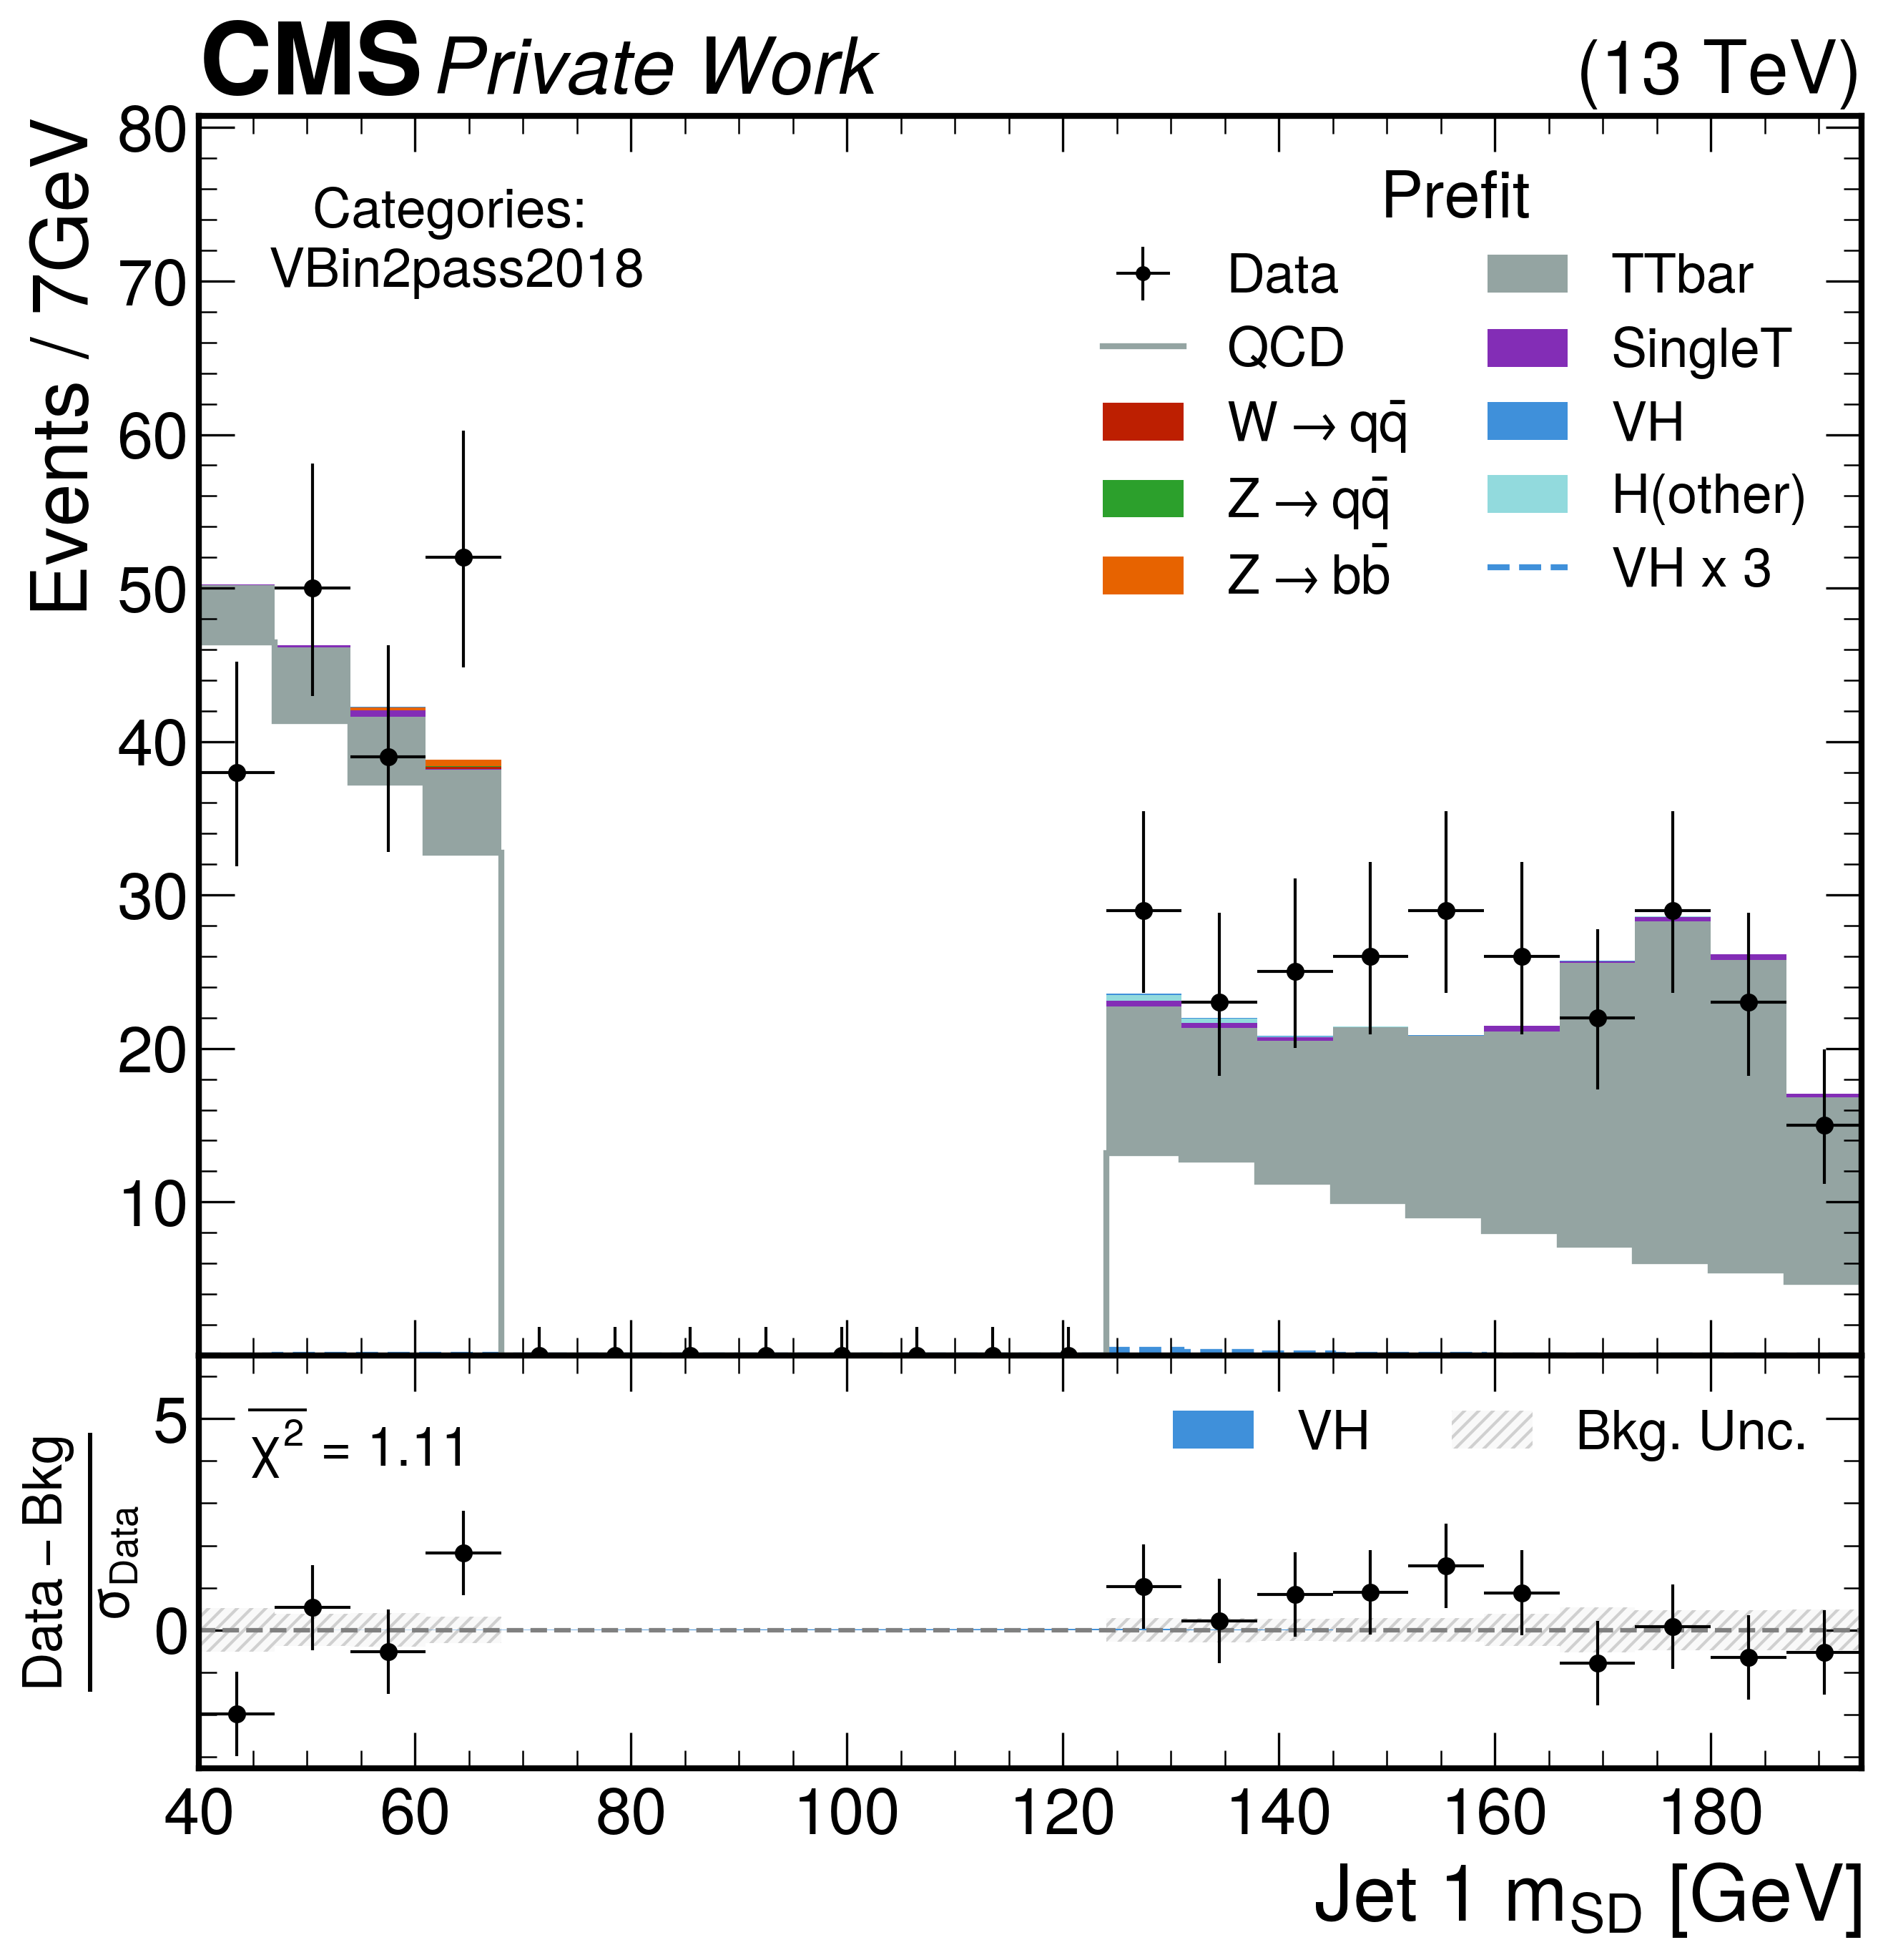 CMS Private Work (13 TeV)
Events / 7GeV
80
70
60
50
40
30
20
10
Categories:
VBin2pass2018
Prefit
Data
QCD
W → qq̄
Z → qq̄
Z → bb̄
TTbar
SingleT
VH
H(other)
VH x 3
Data − Bkg
σData
5
0
χ² = 1.11
VH
Bkg. Unc.
40 60 80 100 120 140 160 180
Jet 1 mSD [GeV]